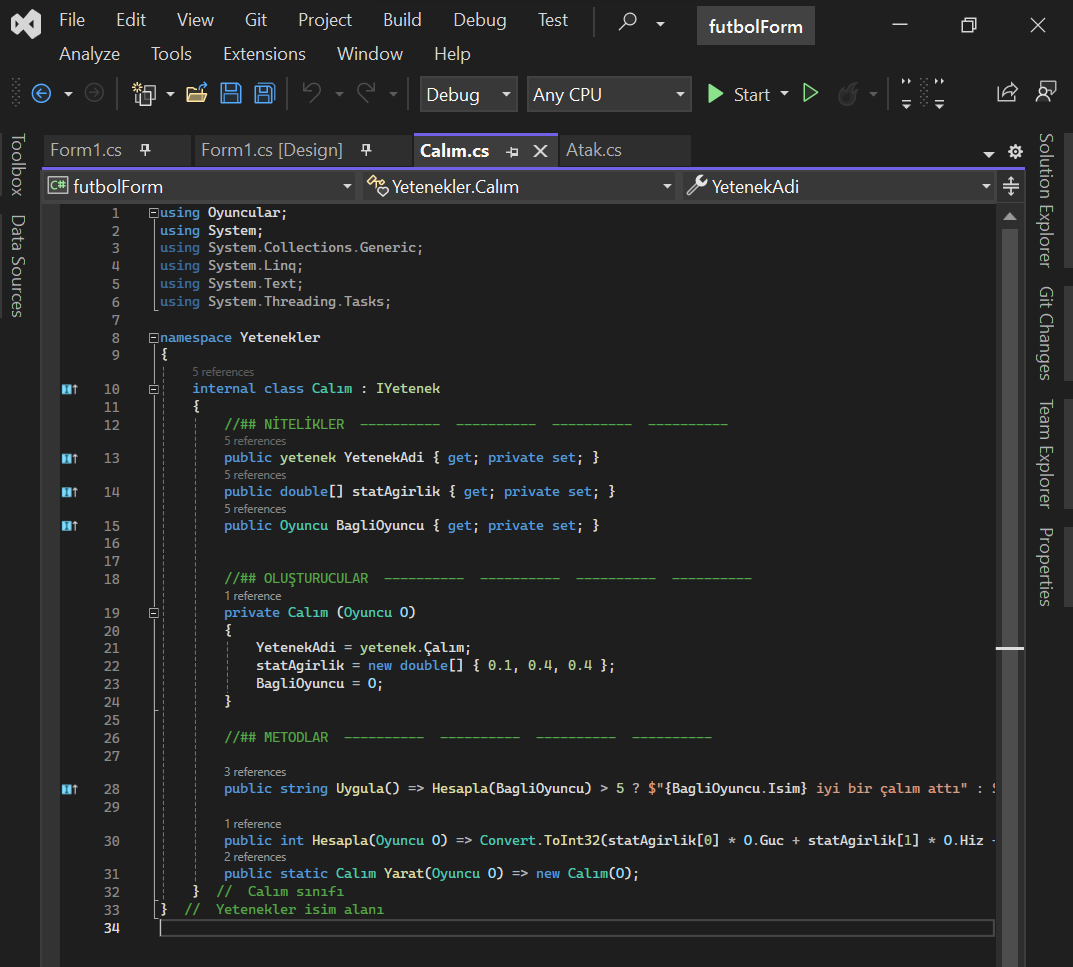 File Edit View Git Project Build Debug Test futbolForm
Analyze Tools Extensions Window Help
Debug Any CPU Start
Toolbox
Data Sources
Form1.cs Form1.cs [Design] Calım.cs Atak.cs
C# futbolForm Yetenekler.Calım YetenekAdi
1 using Oyuncular;
2 using System;
3 using System.Collections.Generic;
4 using System.Linq;
5 using System.Text;
6 using System.Threading.Tasks;
7
8 namespace Yetenekler
9 {
5 references
10 internal class Calım : IYetenek
11 {
12 //## NİTELİKLER ---------- ---------- ---------- ----------
5 references
13 public yetenek YetenekAdi { get; private set; }
5 references
14 public double[] statAgirlik { get; private set; }
5 references
15 public Oyuncu BagliOyuncu { get; private set; }
16
17
18 //## OLUŞTURUCULAR ---------- ---------- ---------- ----------
1 reference
19 private Calım (Oyuncu O)
20 {
21 YetenekAdi = yetenek.Çalım;
22 statAgirlik = new double[] { 0.1, 0.4, 0.4 };
23 BagliOyuncu = O;
24 }
25
26 //## METODLAR ---------- ---------- ---------- ----------
27
3 references
28 public string Uygula() => Hesapla(BagliOyuncu) > 5 ? $"{BagliOyuncu.Isim} iyi bir çalım attı" :
29
1 reference
30 public int Hesapla(Oyuncu O) => Convert.ToInt32(statAgirlik[0] * O.Guc + statAgirlik[1] * O.Hiz
2 references
31 public static Calım Yarat(Oyuncu O) => new Calım(O);
32 } // Calım sınıfı
33 } // Yetenekler isim alanı
34
Solution Explorer
Git Changes
Team Explorer
Properties